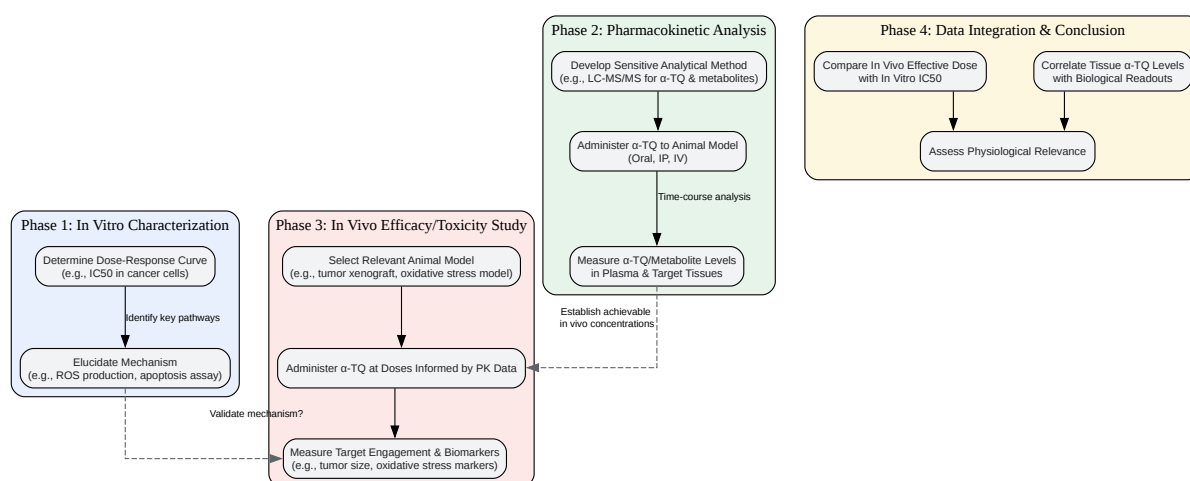 Phase 1: In Vitro Characterization
Determine Dose-Response Curve
(e.g., IC50 in cancer cells)
Identify key pathways
Elucidate Mechanism
(e.g., ROS production, apoptosis assay)
Validate mechanism?
Phase 3: In Vivo Efficacy/Toxicity Study
Select Relevant Animal Model
(e.g., tumor xenograft, oxidative stress model)
Administer α-TQ at Doses Informed by PK Data
Measure Target Engagement & Biomarkers
(e.g., tumor size, oxidative stress markers)
Phase 2: Pharmacokinetic Analysis
Develop Sensitive Analytical Method
(e.g., LC-MS/MS for α-TQ & metabolites)
Administer α-TQ to Animal Model
(Oral, IP, IV)
Time-course analysis
Measure α-TQ/Metabolite Levels
in Plasma & Target Tissues
Establish achievable
in vivo concentrations
Phase 4: Data Integration & Conclusion
Compare In Vivo Effective Dose
with In Vitro IC50
Correlate Tissue α-TQ Levels
with Biological Readouts
Assess Physiological Relevance